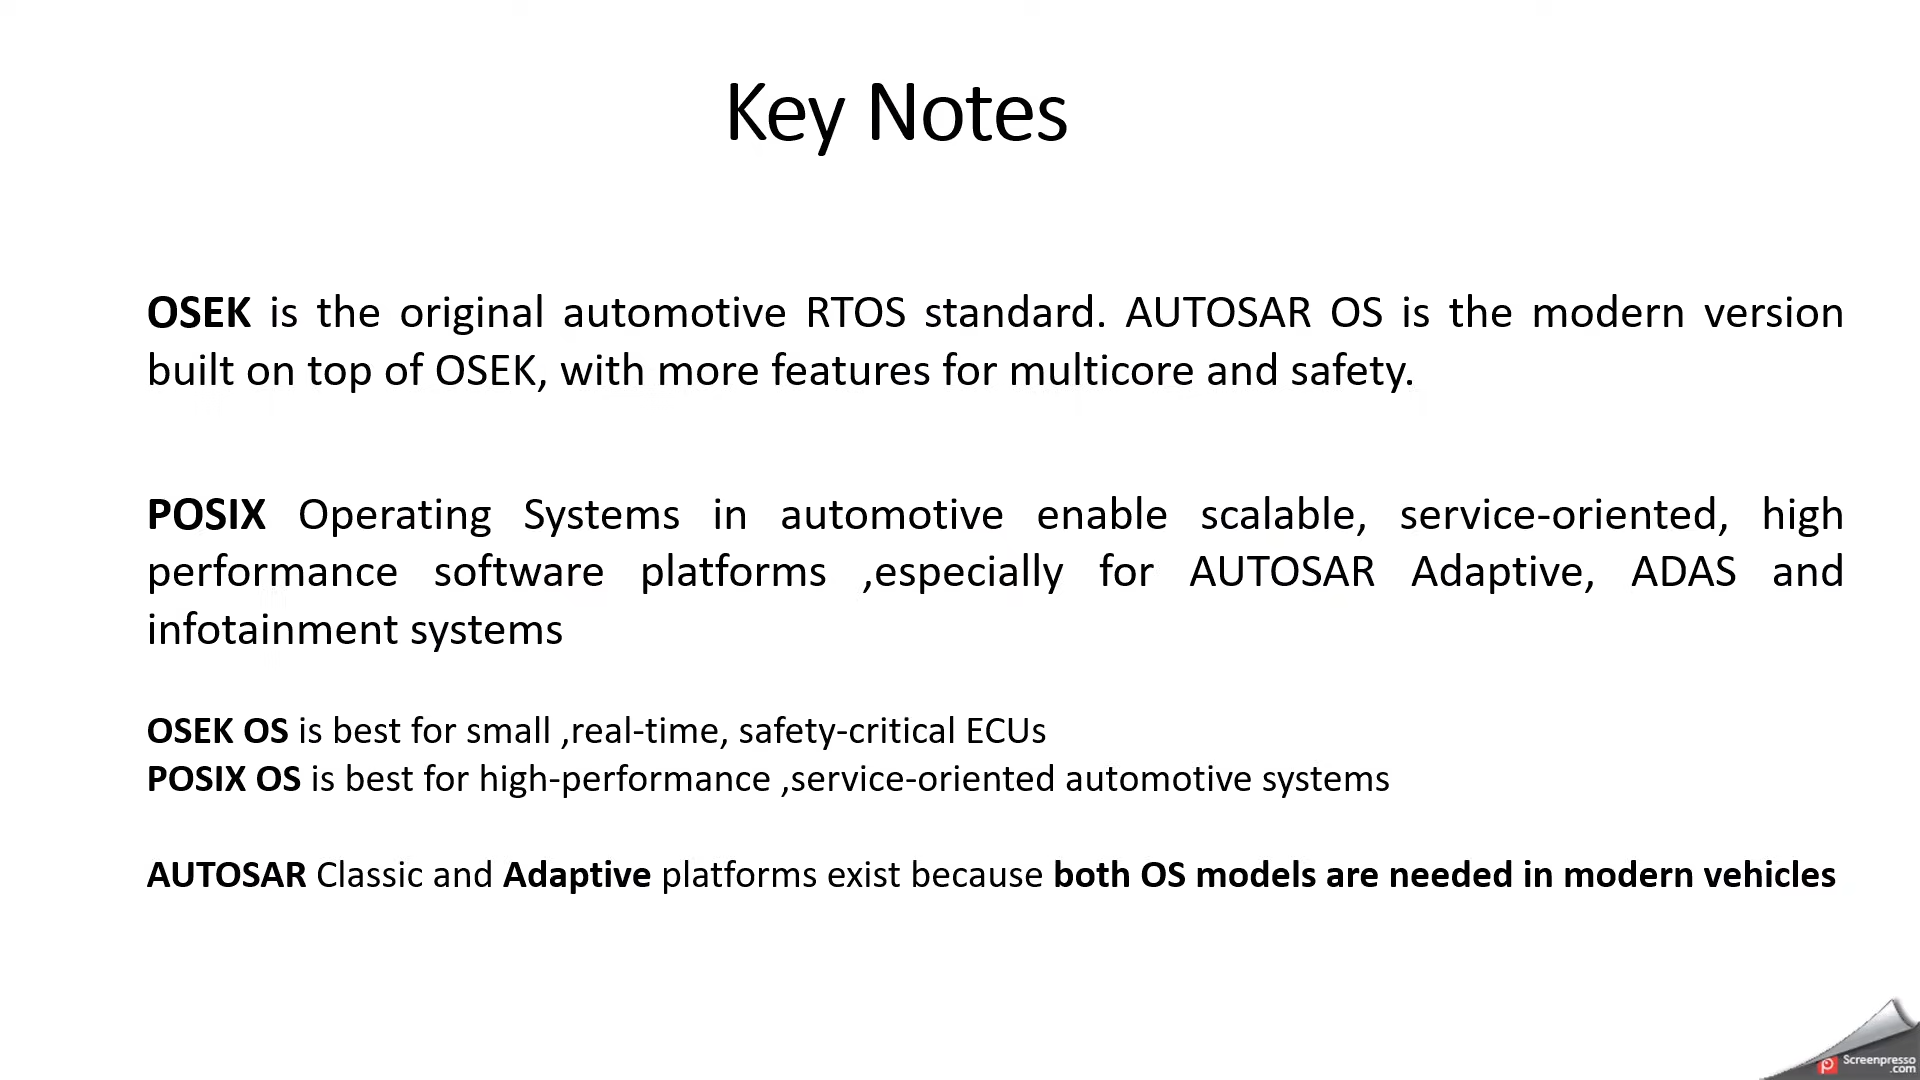 Key Notes
OSEK is the original automotive RTOS standard. AUTOSAR OS is the modern version
built on top of OSEK, with more features for multicore and safety.
POSIX Operating Systems in automotive enable scalable, service-oriented, high
performance software platforms ,especially for AUTOSAR Adaptive, ADAS and
infotainment systems
OSEK OS is best for small ,real-time, safety-critical ECUs
POSIX OS is best for high-performance ,service-oriented automotive systems
AUTOSAR Classic and Adaptive platforms exist because both OS models are needed in modern vehicles
Screenpresso
.com